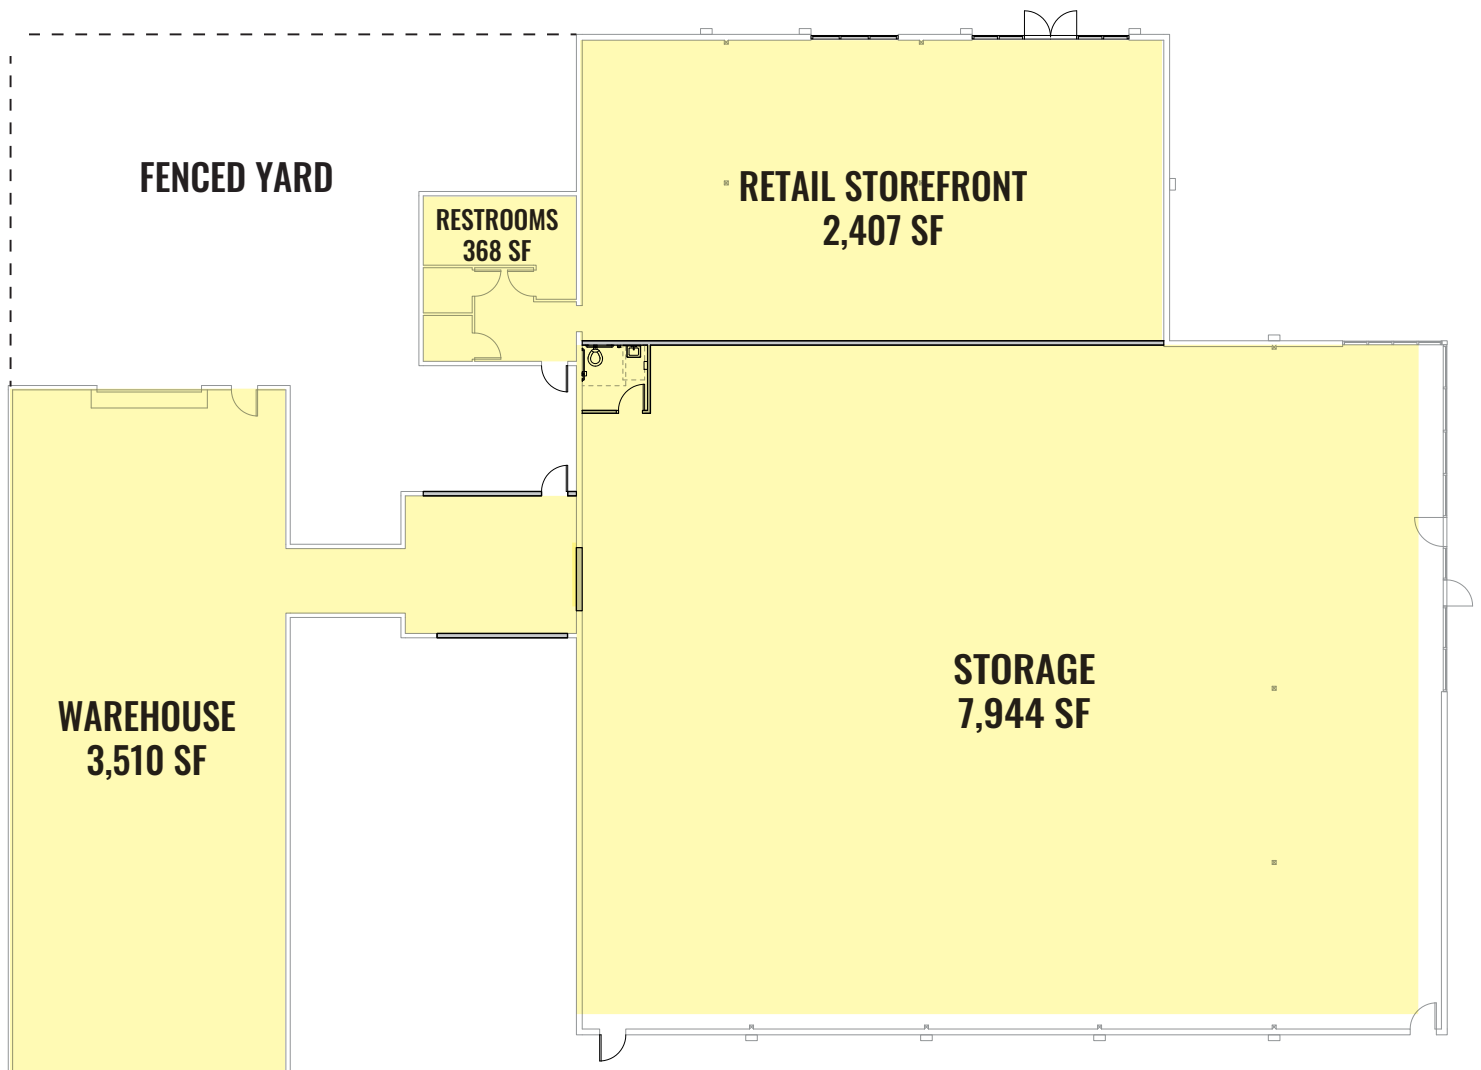 FENCED YARD
RETAIL STOREFRONT
2,407 SF
RESTROOMS
368 SF
STORAGE
7,944 SF
WAREHOUSE
3,510 SF